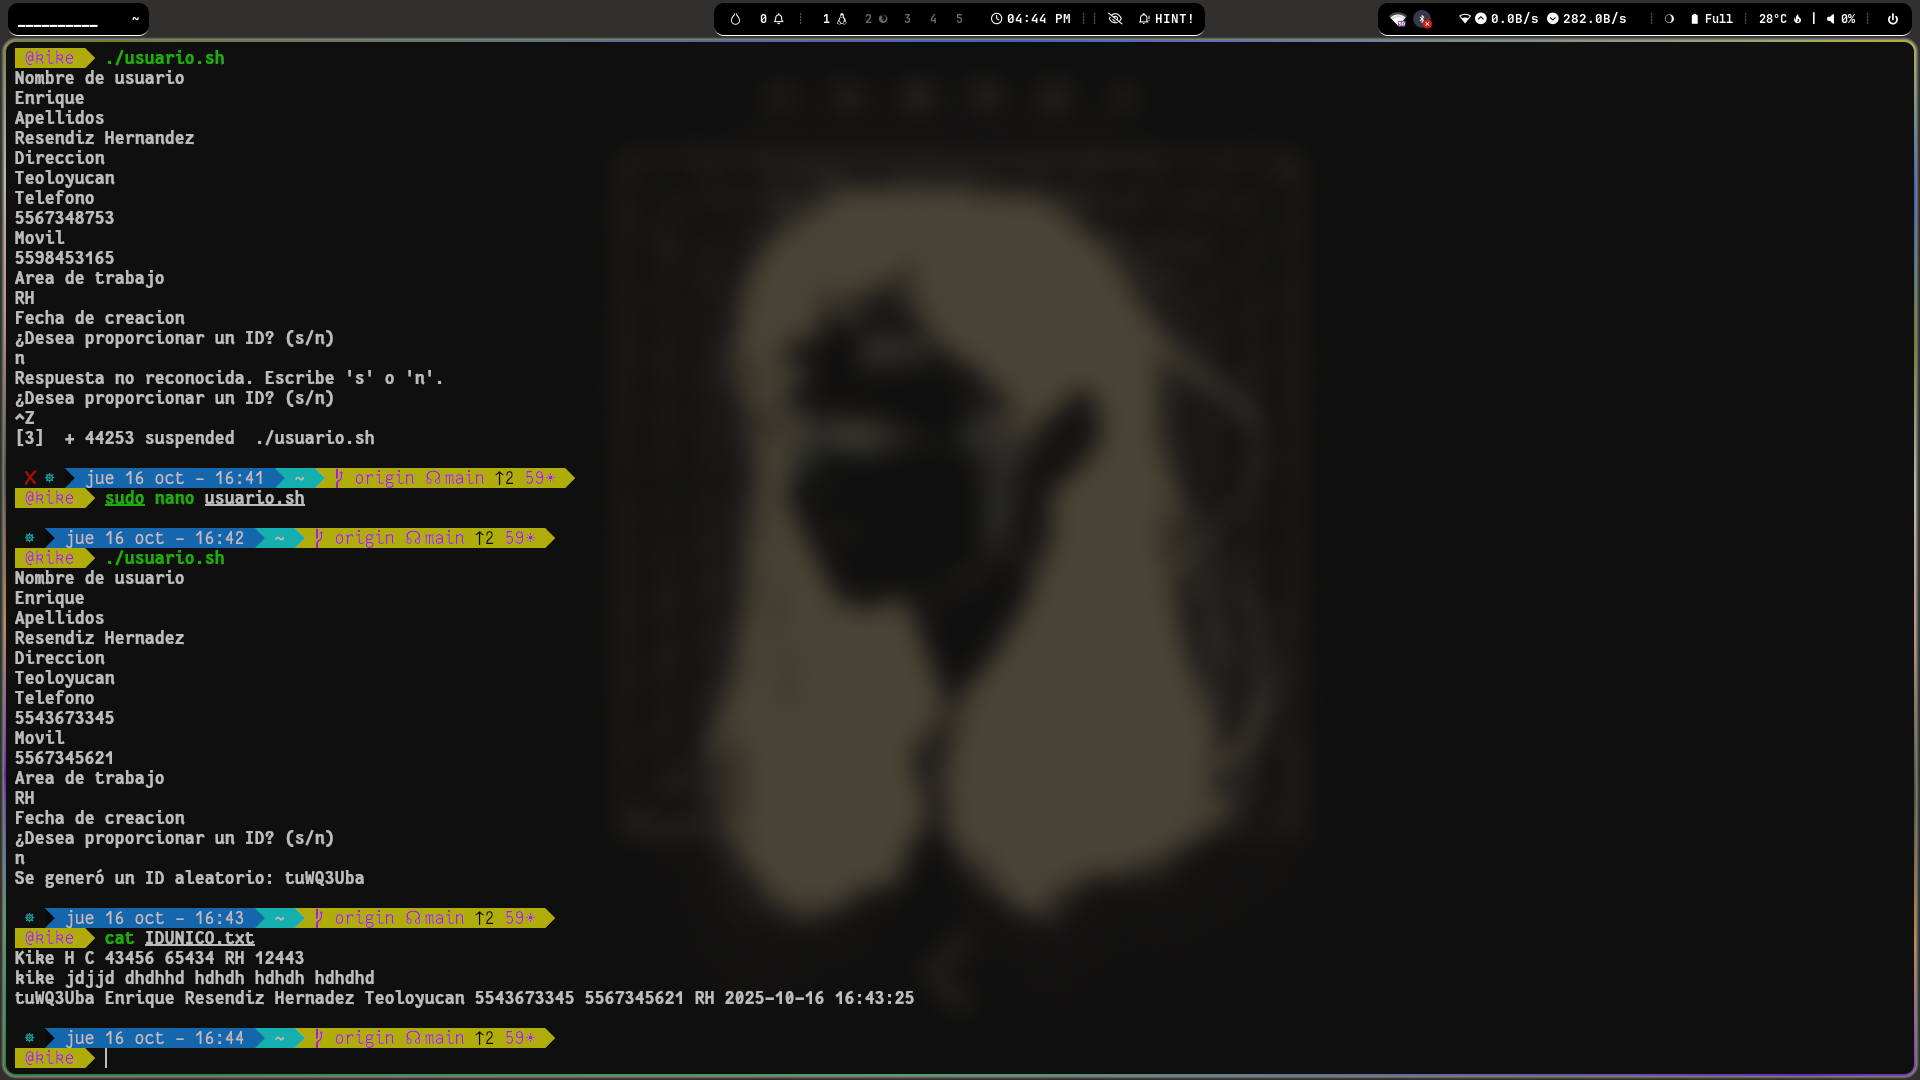 __________ ~ 0 1 2 3 4 5 04:44 PM HINT! 0.0B/s 282.0B/s Full 28°C 0%
@kike ./usuario.sh
Nombre de usuario
Enrique
Apellidos
Resendiz Hernandez
Direccion
Teoloyucan
Telefono
5567348753
Movil
5598453165
Area de trabajo
RH
Fecha de creacion
¿Desea proporcionar un ID? (s/n)
n
Respuesta no reconocida. Escribe 's' o 'n'.
¿Desea proporcionar un ID? (s/n)
^Z
[3]  + 44253 suspended  ./usuario.sh
X jue 16 oct - 16:41 ~ origin main ↑2 59*
@kike sudo nano usuario.sh
jue 16 oct - 16:42 ~ origin main ↑2 59*
@kike ./usuario.sh
Nombre de usuario
Enrique
Apellidos
Resendiz Hernadez
Direccion
Teoloyucan
Telefono
5543673345
Movil
5567345621
Area de trabajo
RH
Fecha de creacion
¿Desea proporcionar un ID? (s/n)
n
Se generó un ID aleatorio: tuWQ3Uba
jue 16 oct - 16:43 ~ origin main ↑2 59*
@kike cat IDUNICO.txt
Kike H C 43456 65434 RH 12443
kike jdjjd dhdhhd hdhdh hdhdh hdhdhd
tuWQ3Uba Enrique Resendiz Hernadez Teoloyucan 5543673345 5567345621 RH 2025-10-16 16:43:25
jue 16 oct - 16:44 ~ origin main ↑2 59*
@kike